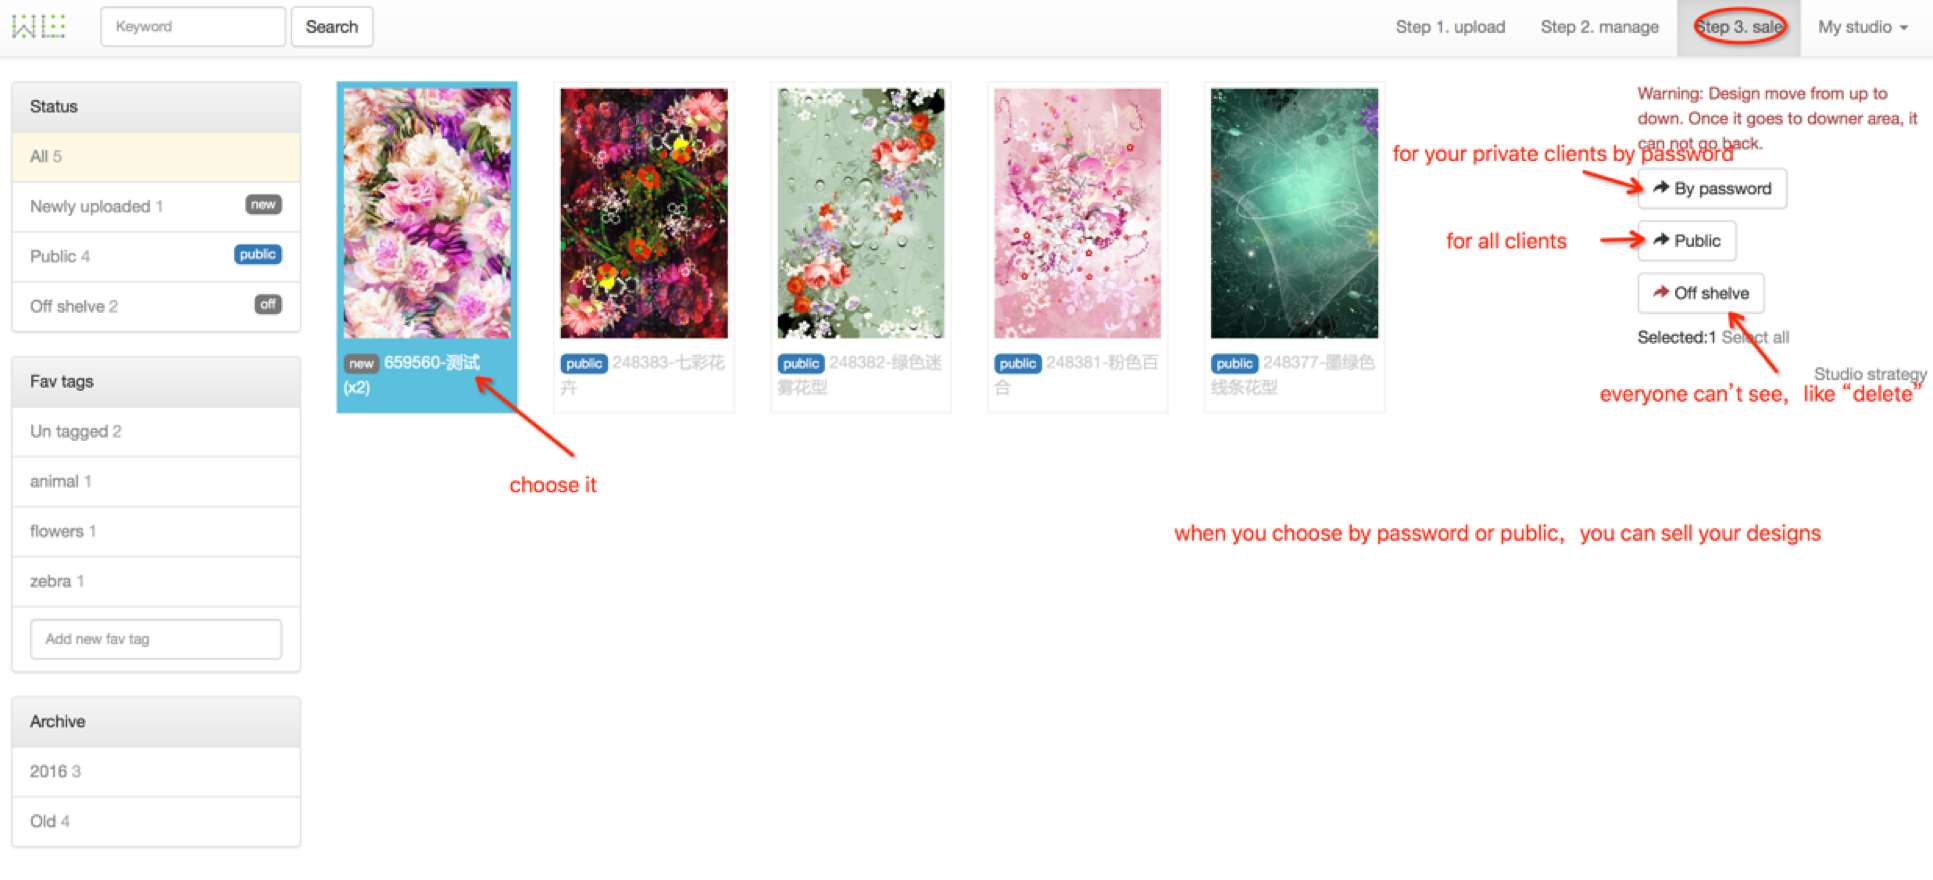 Keyword
Search
Step 1. upload
Step 2. manage
Step 3. sale
My studio
Status
All 5
Newly uploaded 1
new
Public 4
public
Off shelve 2
off
Fav tags
Un tagged 2
animal 1
flowers 1
zebra 1
Add new fav tag
Archive
2016 3
Old 4
new 659560-测试
(x2)
public 248383-七彩花
卉
public 248382-绿色迷
雾花型
public 248381-粉色百
合
public 248377-墨绿色
线条花型
choose it
Warning: Design move from up to
down. Once it goes to downer area, it
can not go back.
for your private clients by password
By password
for all clients
Public
Off shelve
Selected:1 Select all
Studio strategy
everyone can't see, like “delete”
when you choose by password or public, you can sell your designs